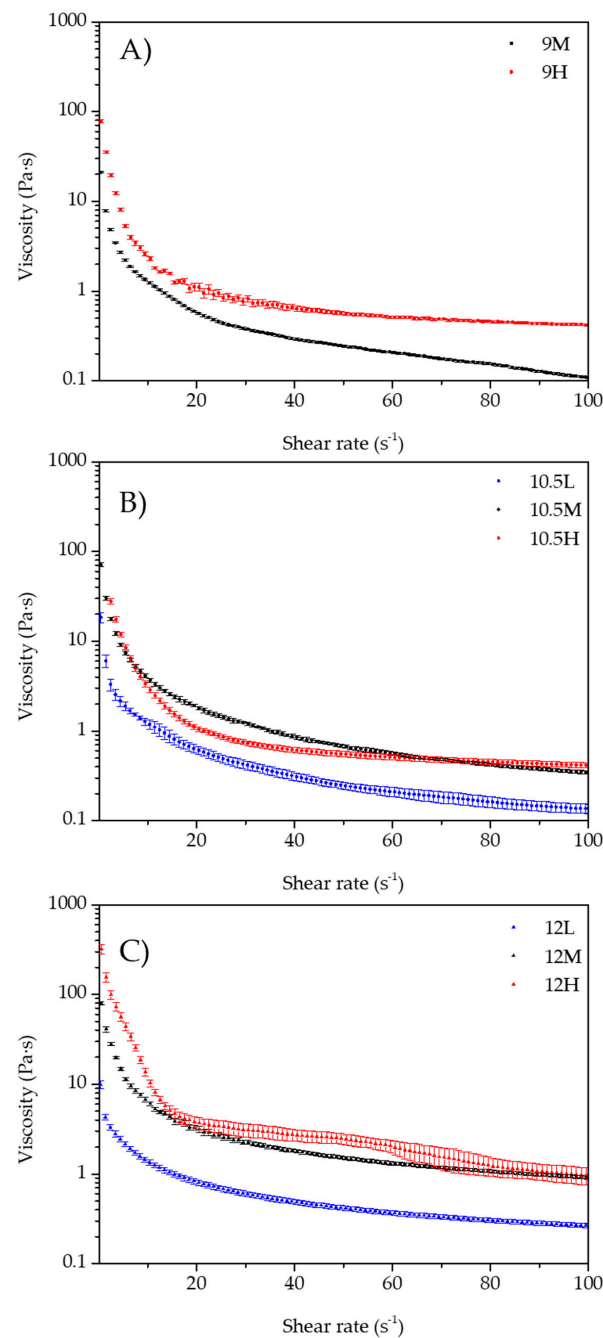 A)
9M
9H
1000
100
10
1
0.1
Viscosity (Pa·s)
20 40 60 80 100
Shear rate (s⁻¹)
B)
10.5L
10.5M
10.5H
1000
100
10
1
0.1
Viscosity (Pa·s)
20 40 60 80 100
Shear rate (s⁻¹)
C)
12L
12M
12H
1000
100
10
1
0.1
Viscosity (Pa·s)
20 40 60 80 100
Shear rate (s⁻¹)